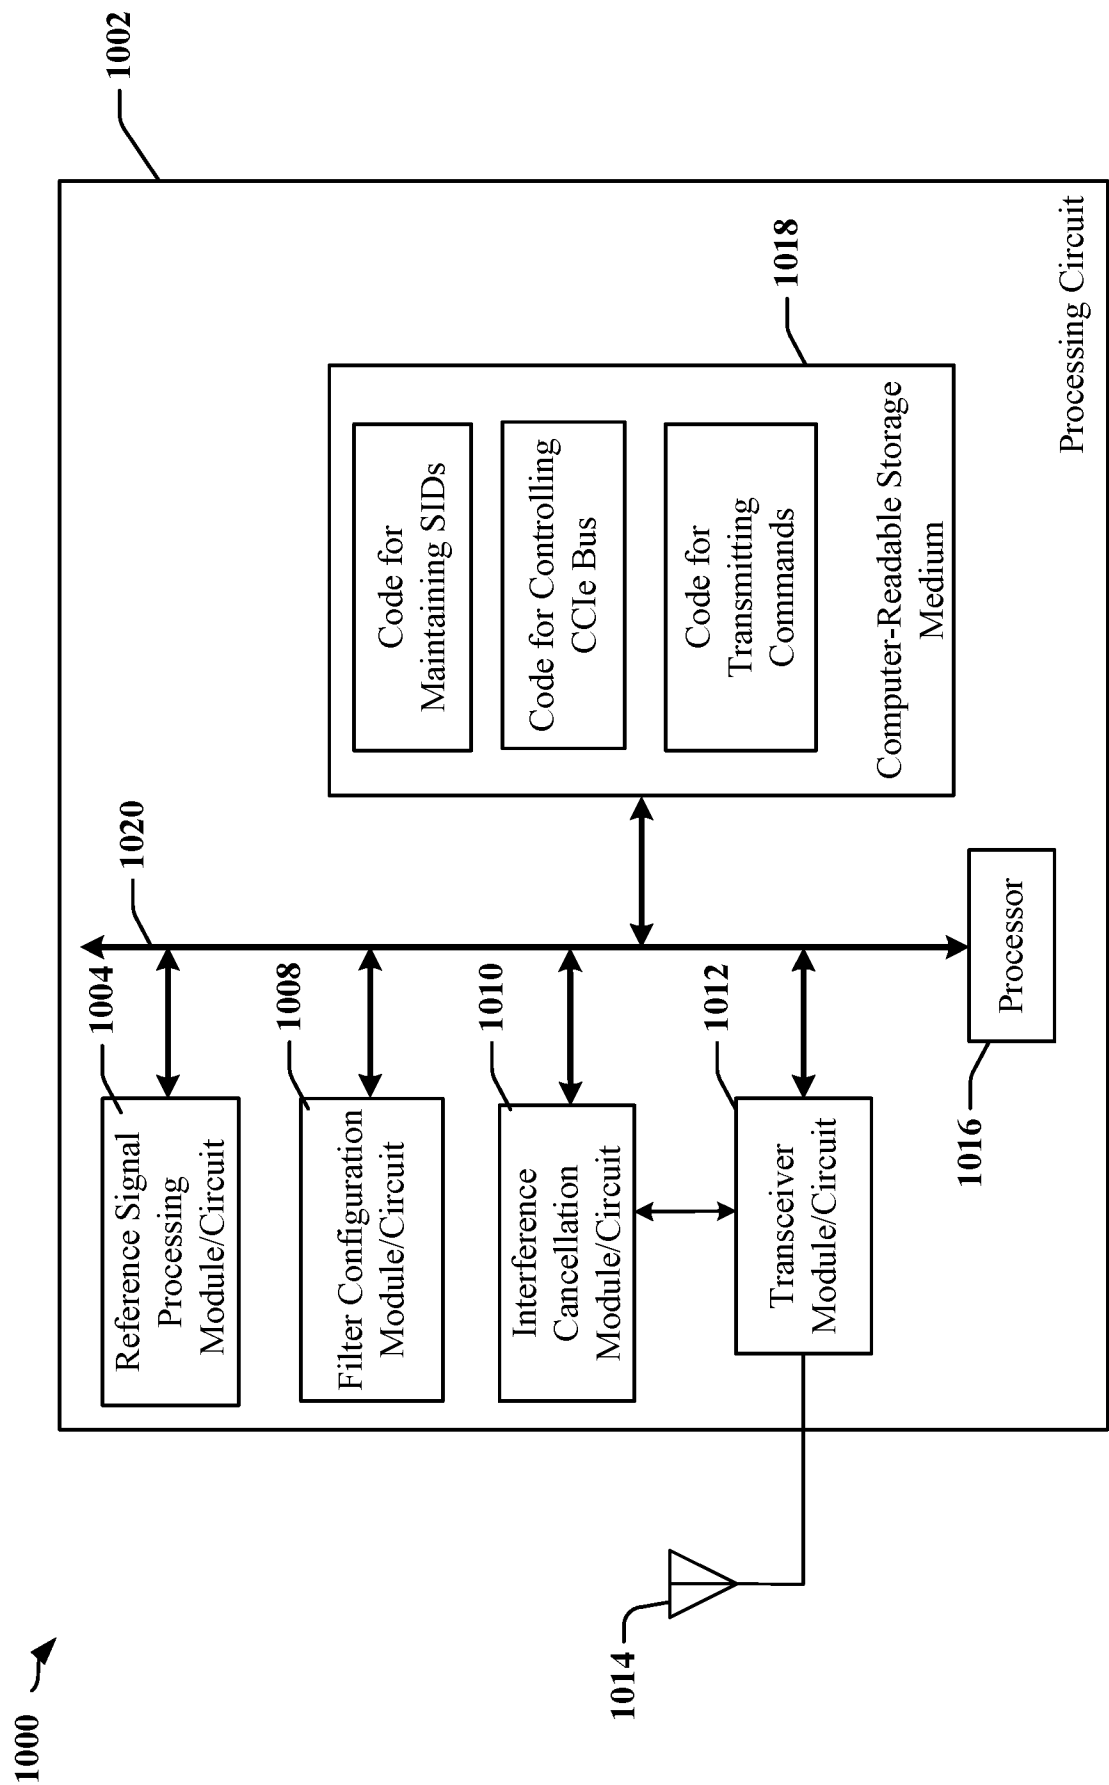 1000
1002
1004
Reference Signal
Processing
Module/Circuit
1008
Filter Configuration
Module/Circuit
1010
Interference
Cancellation
Module/Circuit
1012
Transceiver
Module/Circuit
1014
1020
1016
Processor
Code for
Maintaining SIDs
Code for Controlling
CCIe Bus
Code for
Transmitting
Commands
Computer-Readable Storage
Medium
1018
Processing Circuit